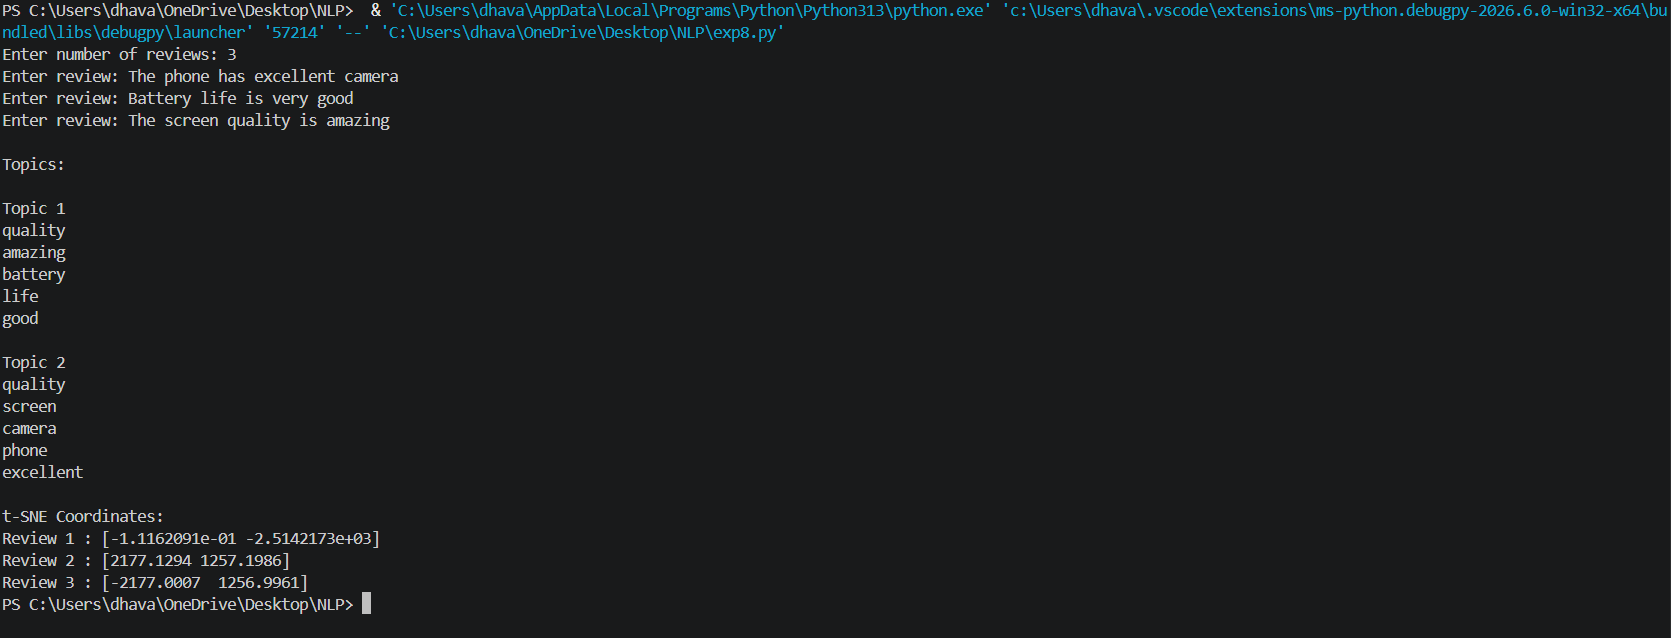 PS C:\Users\dhava\OneDrive\Desktop\NLP>  & 'C:\Users\dhava\AppData\Local\Programs\Python\Python313\python.exe' 'c:\Users\dhava\.vscode\extensions\ms-python.debugpy-2026.6.0-win32-x64\bu
ndled\libs\debugpy\launcher' '57214' '--' 'C:\Users\dhava\OneDrive\Desktop\NLP\exp8.py'
Enter number of reviews: 3
Enter review: The phone has excellent camera
Enter review: Battery life is very good
Enter review: The screen quality is amazing
Topics:
Topic 1
quality
amazing
battery
life
good
Topic 2
quality
screen
camera
phone
excellent
t-SNE Coordinates:
Review 1 : [-1.1162091e-01 -2.5142173e+03]
Review 2 : [2177.1294 1257.1986]
Review 3 : [-2177.0007  1256.9961]
PS C:\Users\dhava\OneDrive\Desktop\NLP>